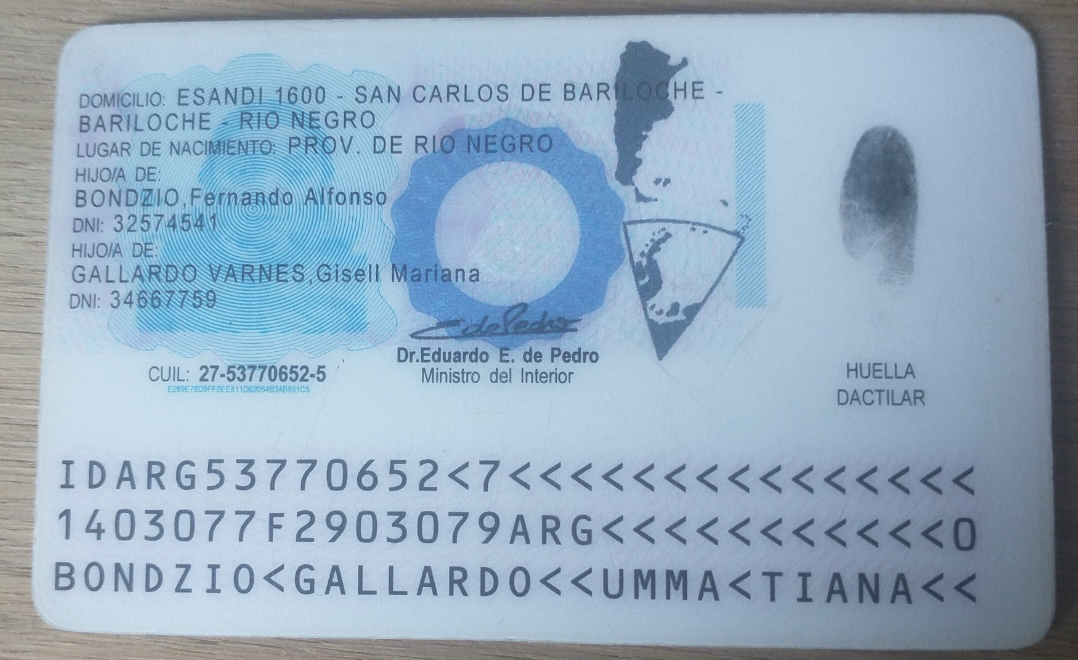 DOMICILIO: ESANDI 1600 - SAN CARLOS DE BARILOCHE -
BARILOCHE - RIO NEGRO
LUGAR DE NACIMIENTO: PROV. DE RIO NEGRO
HIJO/A DE:
BONDZIO,Fernando Alfonso
DNI: 32574541
HIJO/A DE:
GALLARDO VARNES,Gisell Mariana
DNI: 34667759
CUIL: 27-53770652-5
Dr.Eduardo E. de Pedro
Ministro del Interior
HUELLA
DACTILAR
IDARG53770652<7<<<<<<<<<<<<<<<
1403077F2903079ARG<<<<<<<<<<<0
BONDZIO<GALLARDO<<UMMA<TIANA<<